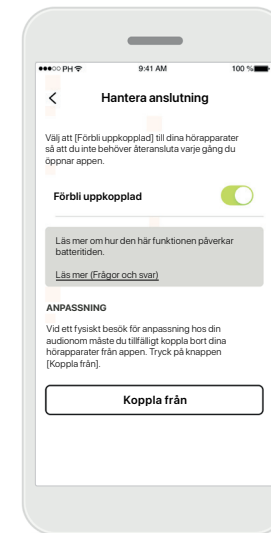 PH 9:41 AM 100 %
Hantera anslutning
Välj att [Förbli uppkopplad] till dina hörapparater
så att du inte behöver återansluta varje gång du
öppnar appen.
Förbli uppkopplad
Läs mer om hur den här funktionen påverkar
batteritiden.
Läs mer (Frågor och svar)
ANPASSNING
Vid ett fysiskt besök för anpassning hos din
audionom måste du tillfälligt koppla bort dina
hörapparater från appen. Tryck på knappen
[Koppla från].
Koppla från